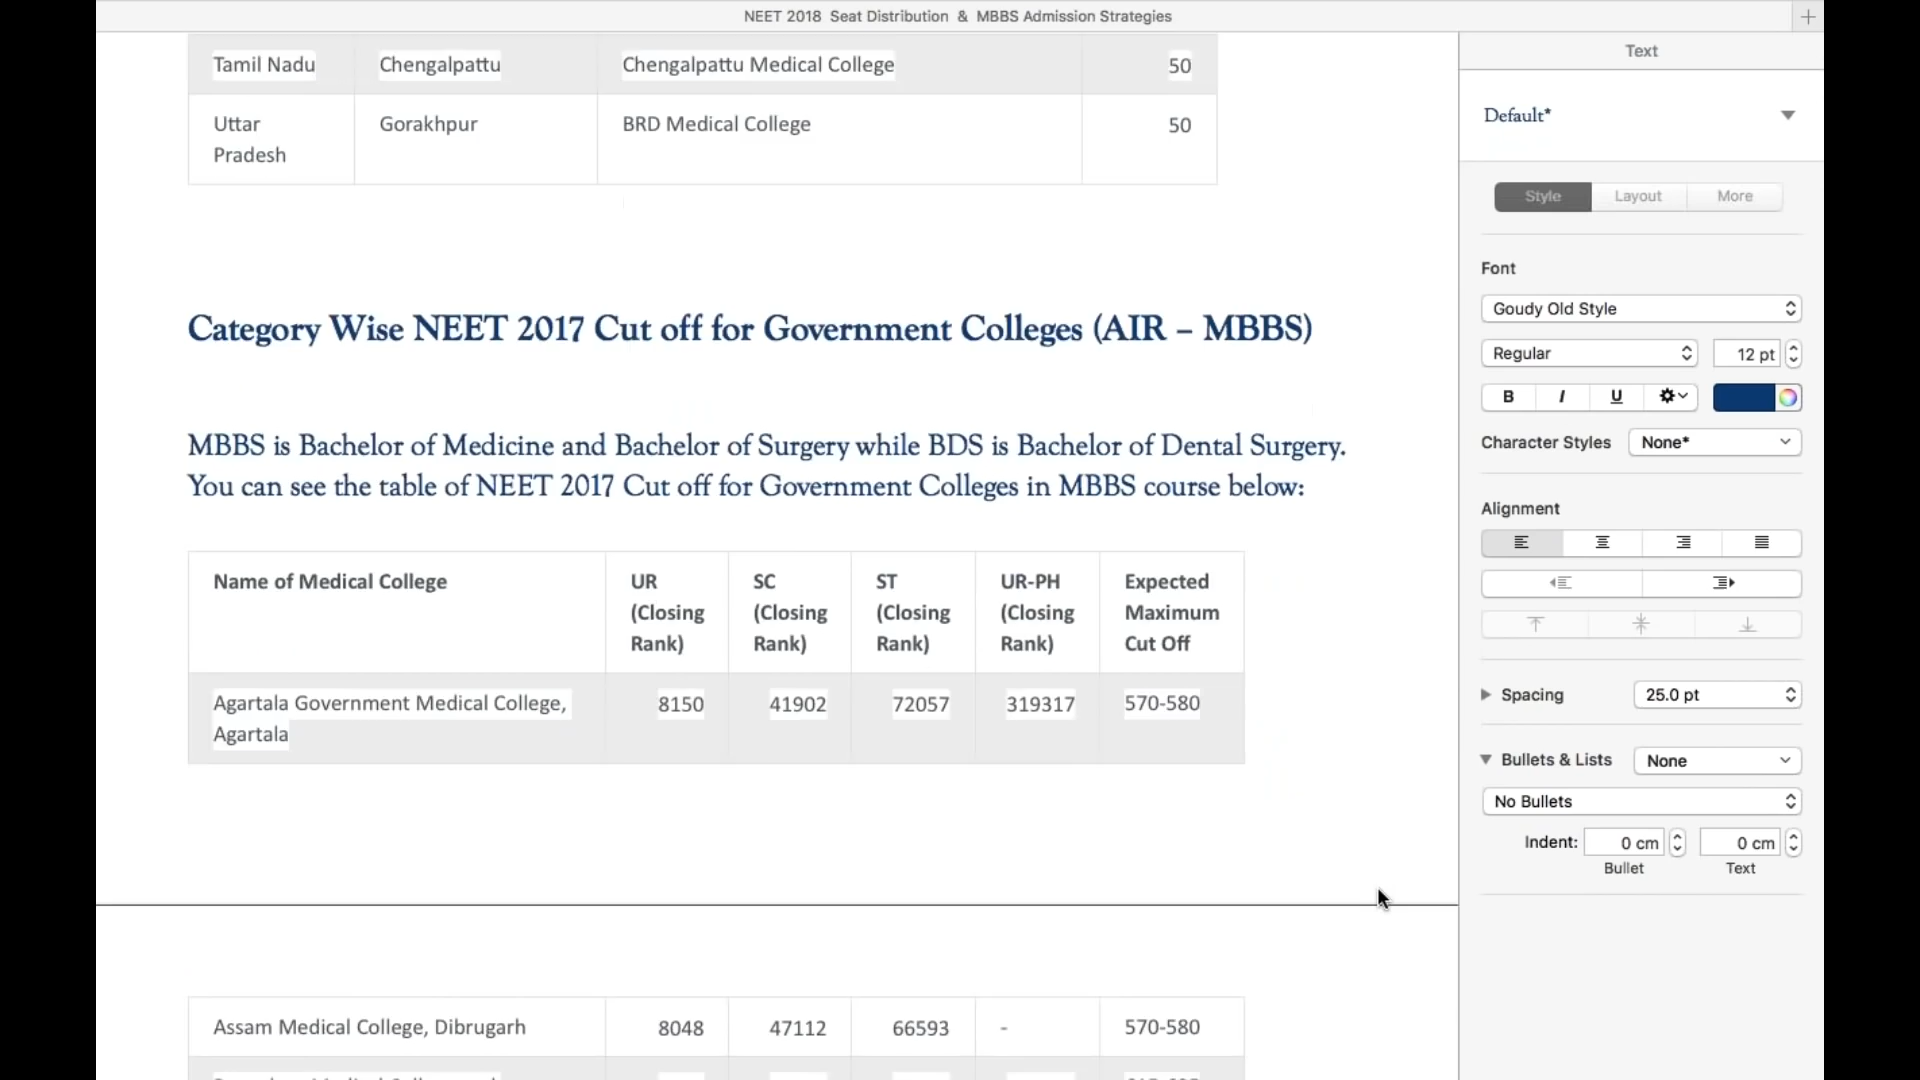 NEET 2018 Seat Distribution & MBBS Admission Strategies
Tamil Nadu Chengalpattu Chengalpattu Medical College 50
Uttar Pradesh Gorakhpur BRD Medical College 50
Category Wise NEET 2017 Cut off for Government Colleges (AIR – MBBS)
MBBS is Bachelor of Medicine and Bachelor of Surgery while BDS is Bachelor of Dental Surgery.
You can see the table of NEET 2017 Cut off for Government Colleges in MBBS course below:
Name of Medical College UR (Closing Rank) SC (Closing Rank) ST (Closing Rank) UR-PH (Closing Rank) Expected Maximum Cut Off
Agartala Government Medical College, Agartala 8150 41902 72057 319317 570-580
Assam Medical College, Dibrugarh 8048 47112 66593 - 570-580
Text
Default*
Style Layout More
Font
Goudy Old Style
Regular 12 pt
B I U
Character Styles None*
Alignment
Spacing 25.0 pt
Bullets & Lists None
No Bullets
Indent: 0 cm 0 cm
Bullet Text